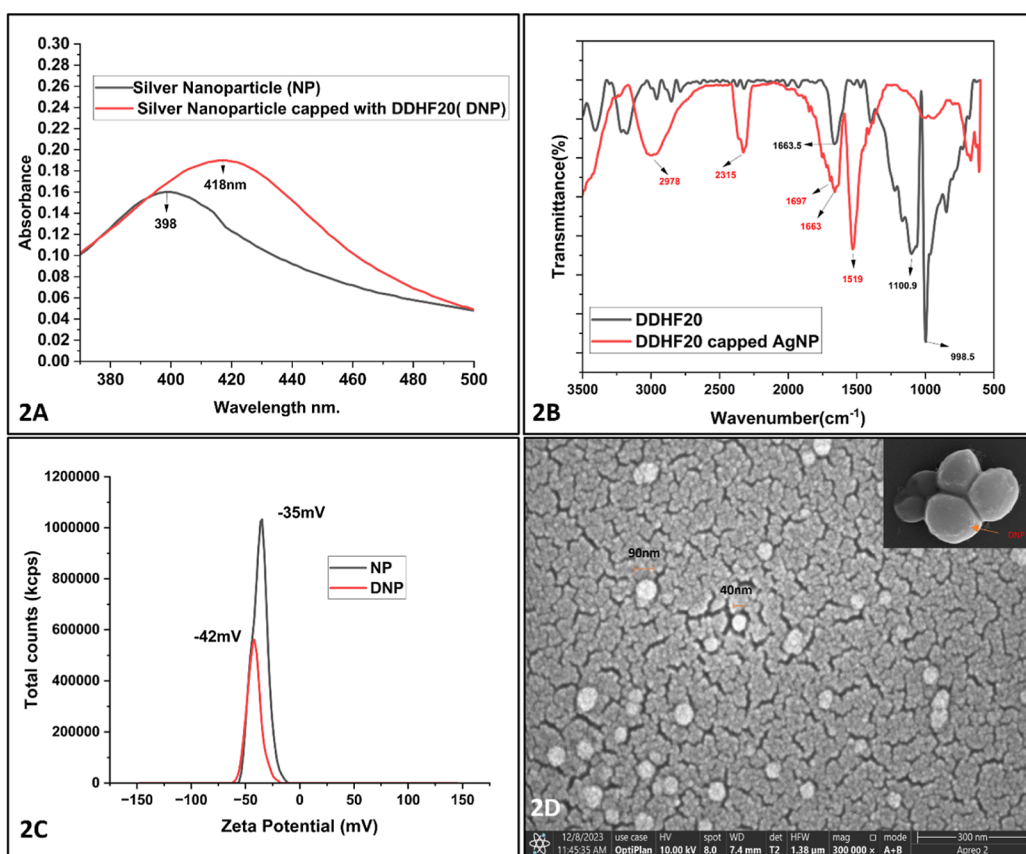 0.30
0.28
0.26
0.24
0.22
0.20
0.18
0.16
0.14
0.12
0.10
0.08
0.06
0.04
0.02
0.00
Absorbance
Silver Nanoparticle (NP)
Silver Nanoparticle capped with DDHF20( DNP)
418nm
398
380 400 420 440 460 480 500
Wavelength nm.
2A
Transmittance(%)
2978
2315
1663.5
1697
1663
1519
1100.9
998.5
DDHF20
DDHF20 capped AgNP
3500 3000 2500 2000 1500 1000 500
Wavenumber(cm-1)
2B
1200000
1000000
800000
600000
400000
200000
0
Total counts (kcps)
-35mV
-42mV
NP
DNP
−150 −100 −50 0 50 100 150
Zeta Potential (mV)
2C
DNP
90nm
40nm
2D
12/8/2023 use case HV spot WD det HFW mag □ mode 300 nm
11:45:35 AM OptiPlan 10.00 kV 8.0 7.4 mm T2 1.38 µm 300 000 × A+B Apreo 2